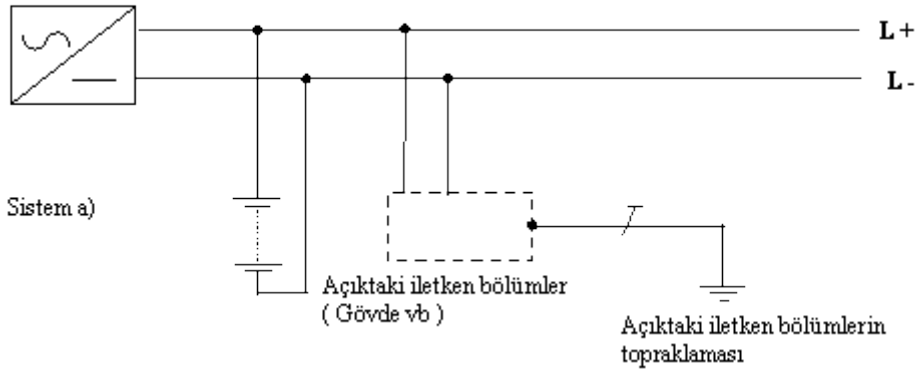 L +
L -
Sistem a)
Açıktaki iletken bölümler
( Gövde vb )
Açıktaki iletken bölümlerin
topraklaması